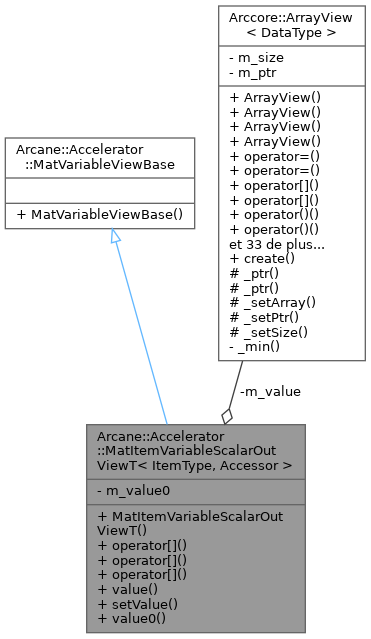 Arccore::ArrayView
< DataType >
- m_size
- m_ptr
+ ArrayView()
+ ArrayView()
+ ArrayView()
+ ArrayView()
+ operator=()
+ operator=()
+ operator[]()
+ operator[]()
+ operator()()
+ operator()()
et 33 de plus...
+ create()
# _ptr()
# _ptr()
# _setArray()
# _setPtr()
# _setSize()
- _min()
Arcane::Accelerator
::MatVariableViewBase
+ MatVariableViewBase()
-m_value
Arcane::Accelerator
::MatItemVariableScalarOut
ViewT< ItemType, Accessor >
- m_value0
+ MatItemVariableScalarOut
ViewT()
+ operator[]()
+ operator[]()
+ operator[]()
+ value()
+ setValue()
+ value0()